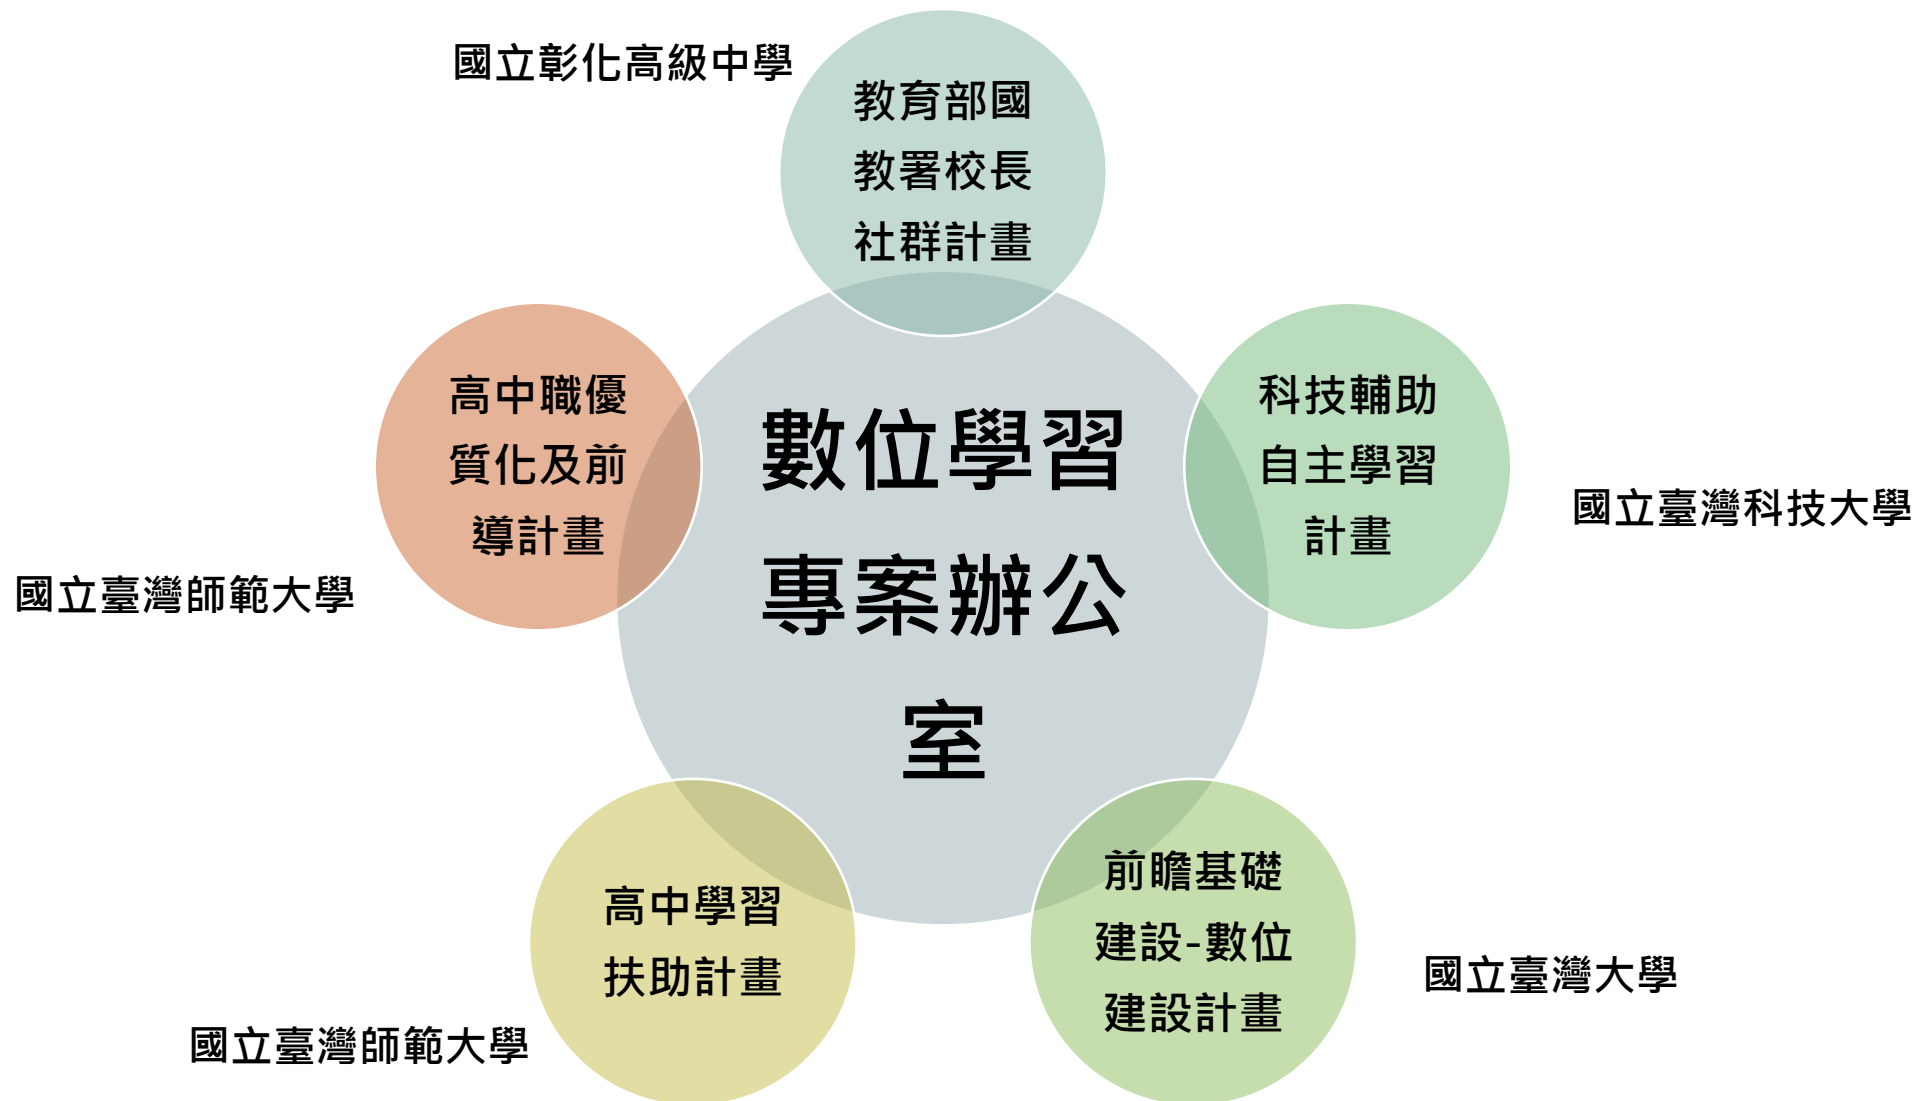 國立彰化高級中學
教育部國
教署校長
社群計畫
高中職優
質化及前
導計畫
國立臺灣師範大學
數位學習
專案辦公
室
科技輔助
自主學習
計畫
國立臺灣科技大學
高中學習
扶助計畫
國立臺灣師範大學
前瞻基礎
建設-數位
建設計畫
國立臺灣大學